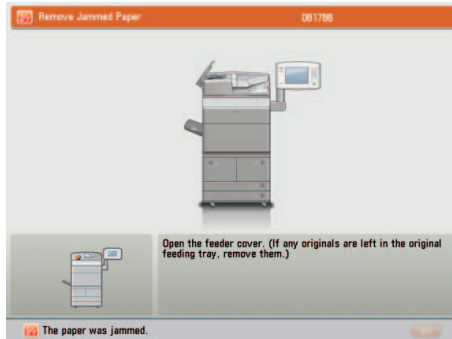 Remove Jammed Paper
081788
Open the feeder cover. (If any originals are left in the original
feeding tray, remove them.)
The paper was jammed.